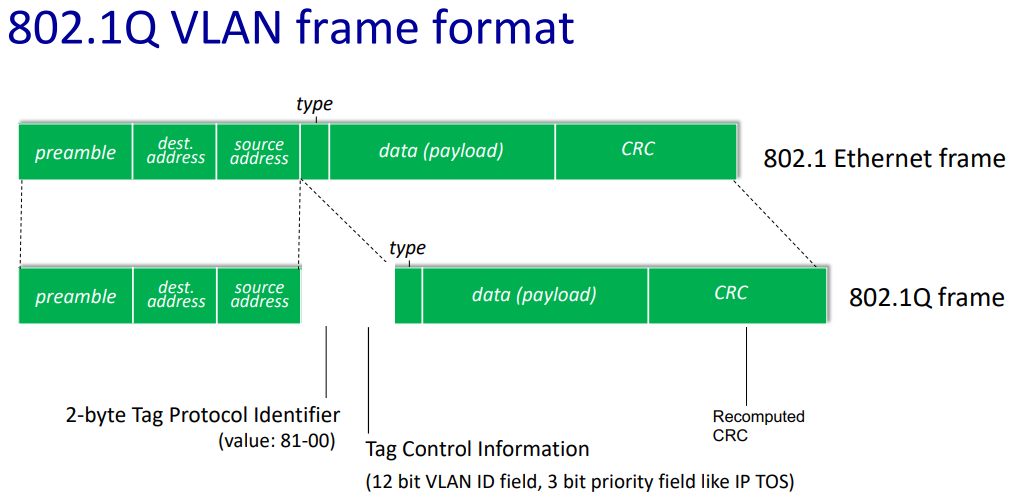 802.1Q VLAN frame format
type
preamble
dest.
address
source
address
data (payload)
CRC
802.1 Ethernet frame
type
preamble
dest.
address
source
address
data (payload)
CRC
802.1Q frame
2-byte Tag Protocol Identifier
(value: 81-00)
Tag Control Information
(12 bit VLAN ID field, 3 bit priority field like IP TOS)
Recomputed
CRC